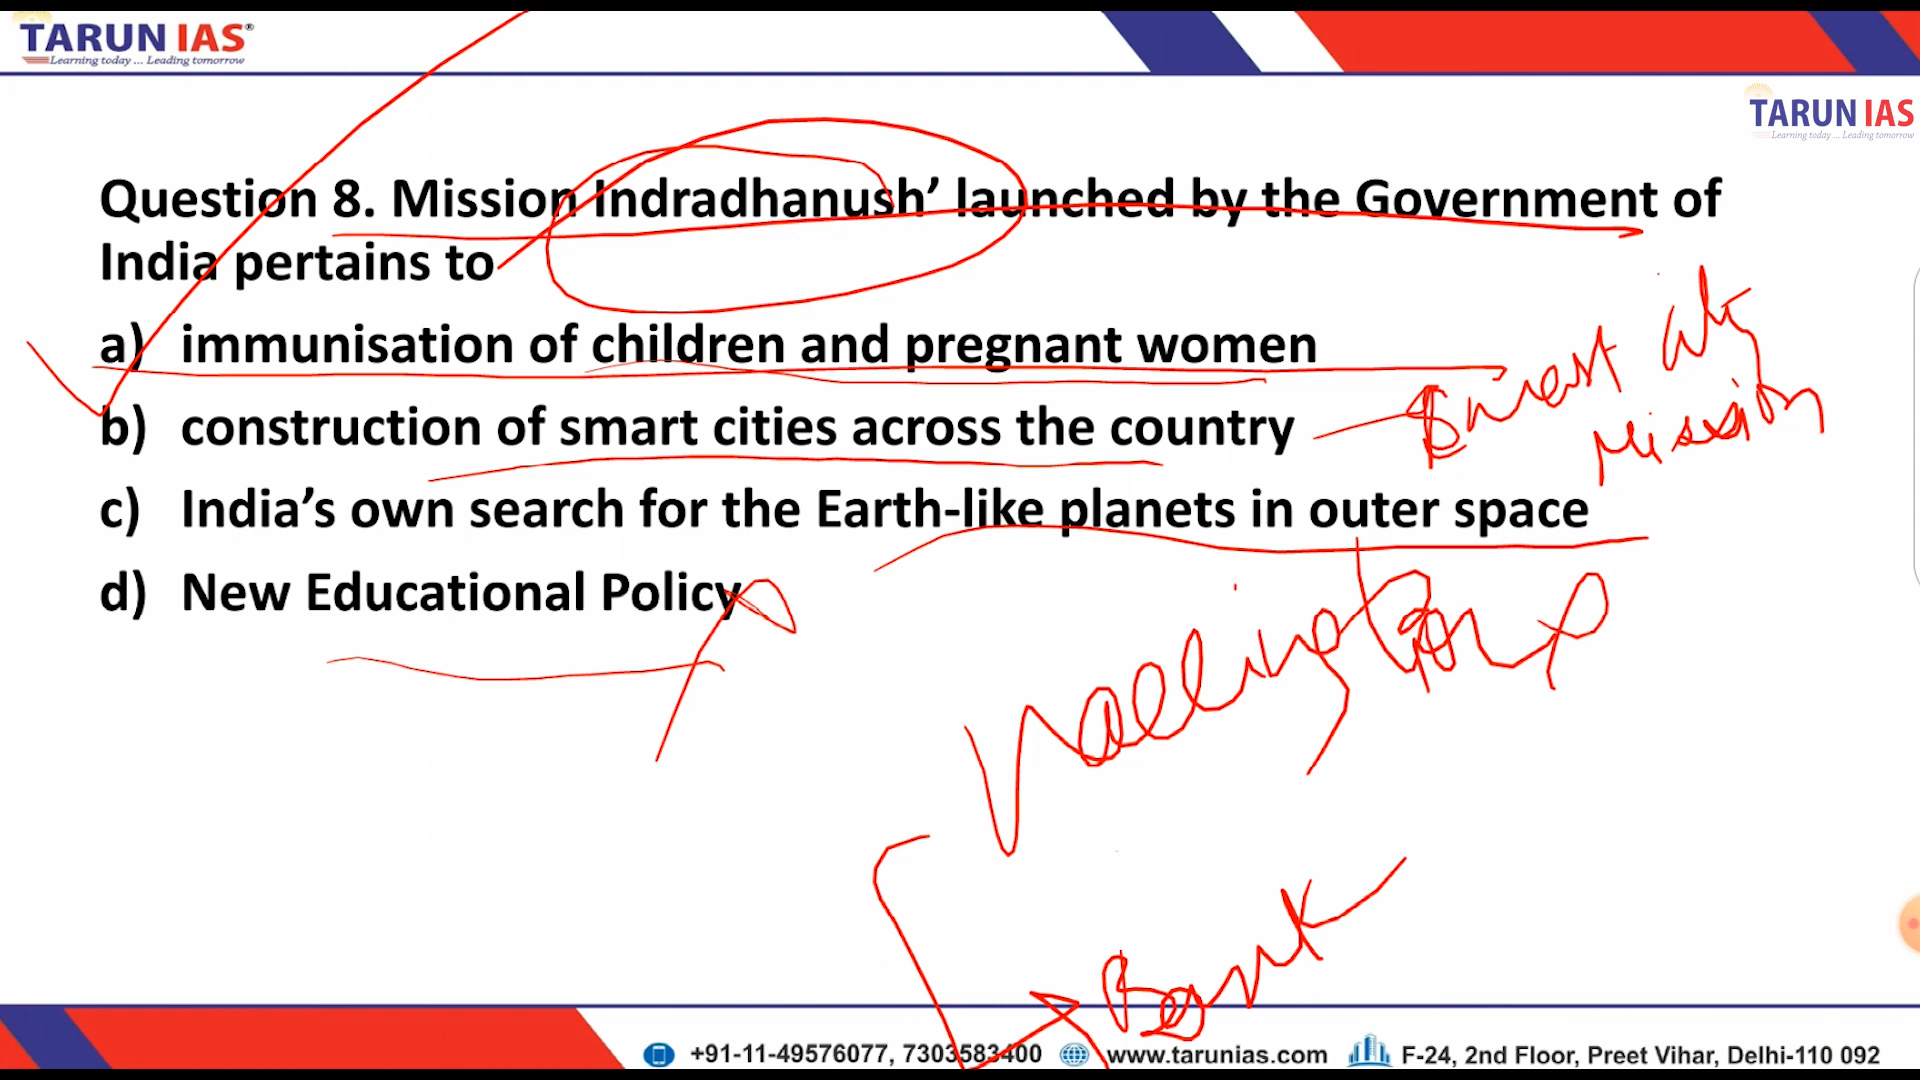 TARUN IAS®
Learning today ... Leading tomorrow
TARUN IAS
Learning today ... Leading tomorrow
Question 8. Mission Indradhanush’ launched by the Government of
India pertains to
a) immunisation of children and pregnant women
b) construction of smart cities across the country
c) India’s own search for the Earth-like planets in outer space
d) New Educational Policy
Mission
Bank
+91-11-49576077, 7303583400 www.tarunias.com F-24, 2nd Floor, Preet Vihar, Delhi-110 092